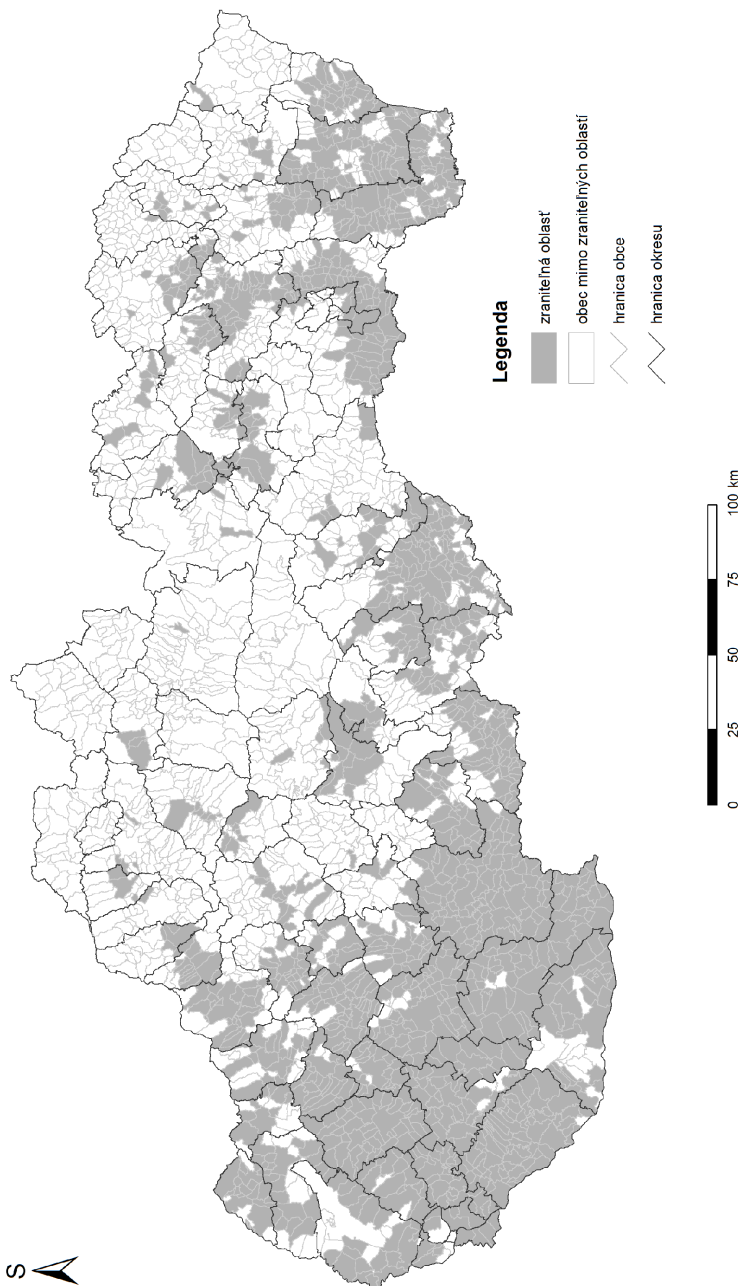 S
Legenda
zraniteľná oblasť
obec mimo zraniteľných oblastí
hranica obce
hranica okresu
0 25 50 75 100 km